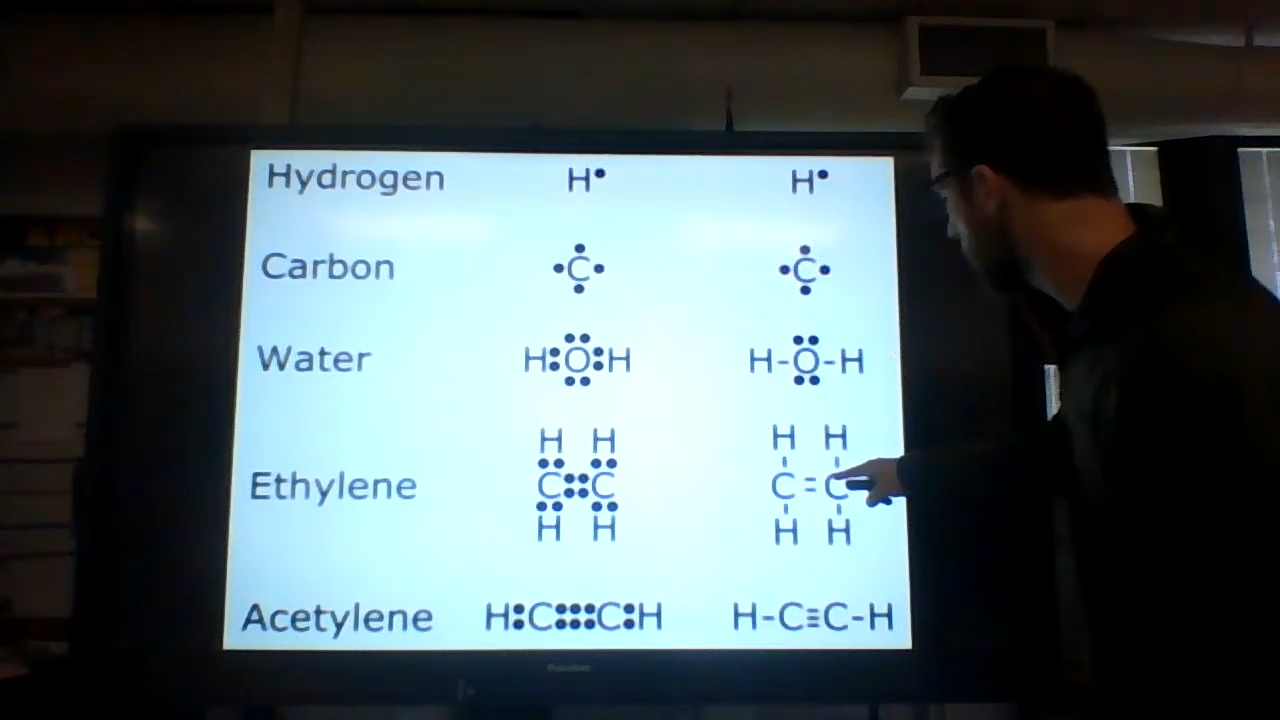 Hydrogen H• H•
Carbon •C• •C•
Water H:O:H H-O-H
H H H H
Ethylene C::C C=C
H H H H
Acetylene H:C:::C:H H-C≡C-H